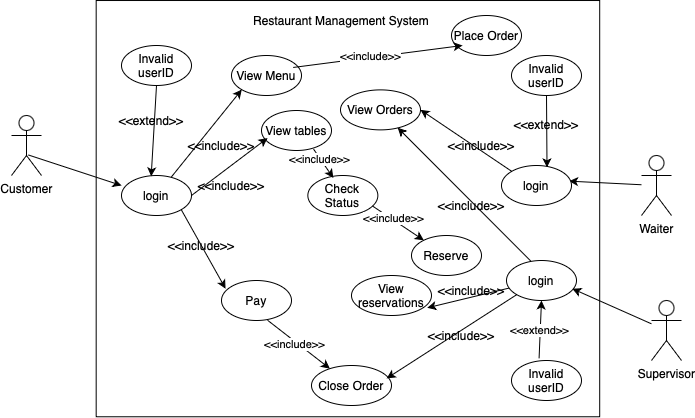 Restaurant Management System
Place Order
<<include>>
Invalid
userID
View Menu
Invalid
userID
<<extend>>
View Orders
<<extend>>
View tables
<<include>>
<<include>>
<<include>>
Customer
login
<<include>>
Check
Status
login
<<include>>
<<include>>
Waiter
<<include>>
Reserve
login
View
reservations
<<include>>
Pay
<<extend>>
<<include>>
<<include>>
Supervisor
Close Order
Invalid
userID